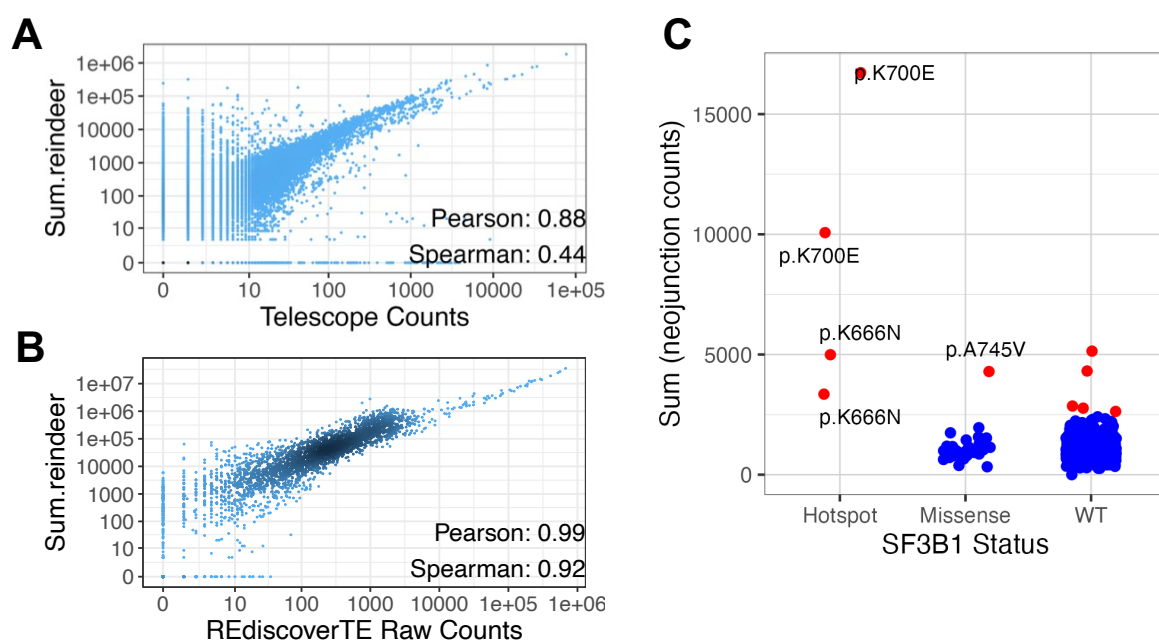 A
Sum.reindeer
1e+06
1e+05
10000
1000
100
10
0
Pearson: 0.88
Spearman: 0.44
0 10 100 1000 10000 1e+05
Telescope Counts
B
Sum.reindeer
1e+07
1e+06
1e+05
10000
1000
100
10
0
Pearson: 0.99
Spearman: 0.92
0 10 100 1000 10000 1e+06
REdiscoverTE Raw Counts
C
Sum (neojunction counts)
15000
10000
5000
0
p.K700E
p.K700E
p.K666N
p.A745V
p.K666N
Hotspot Missense WT
SF3B1 Status